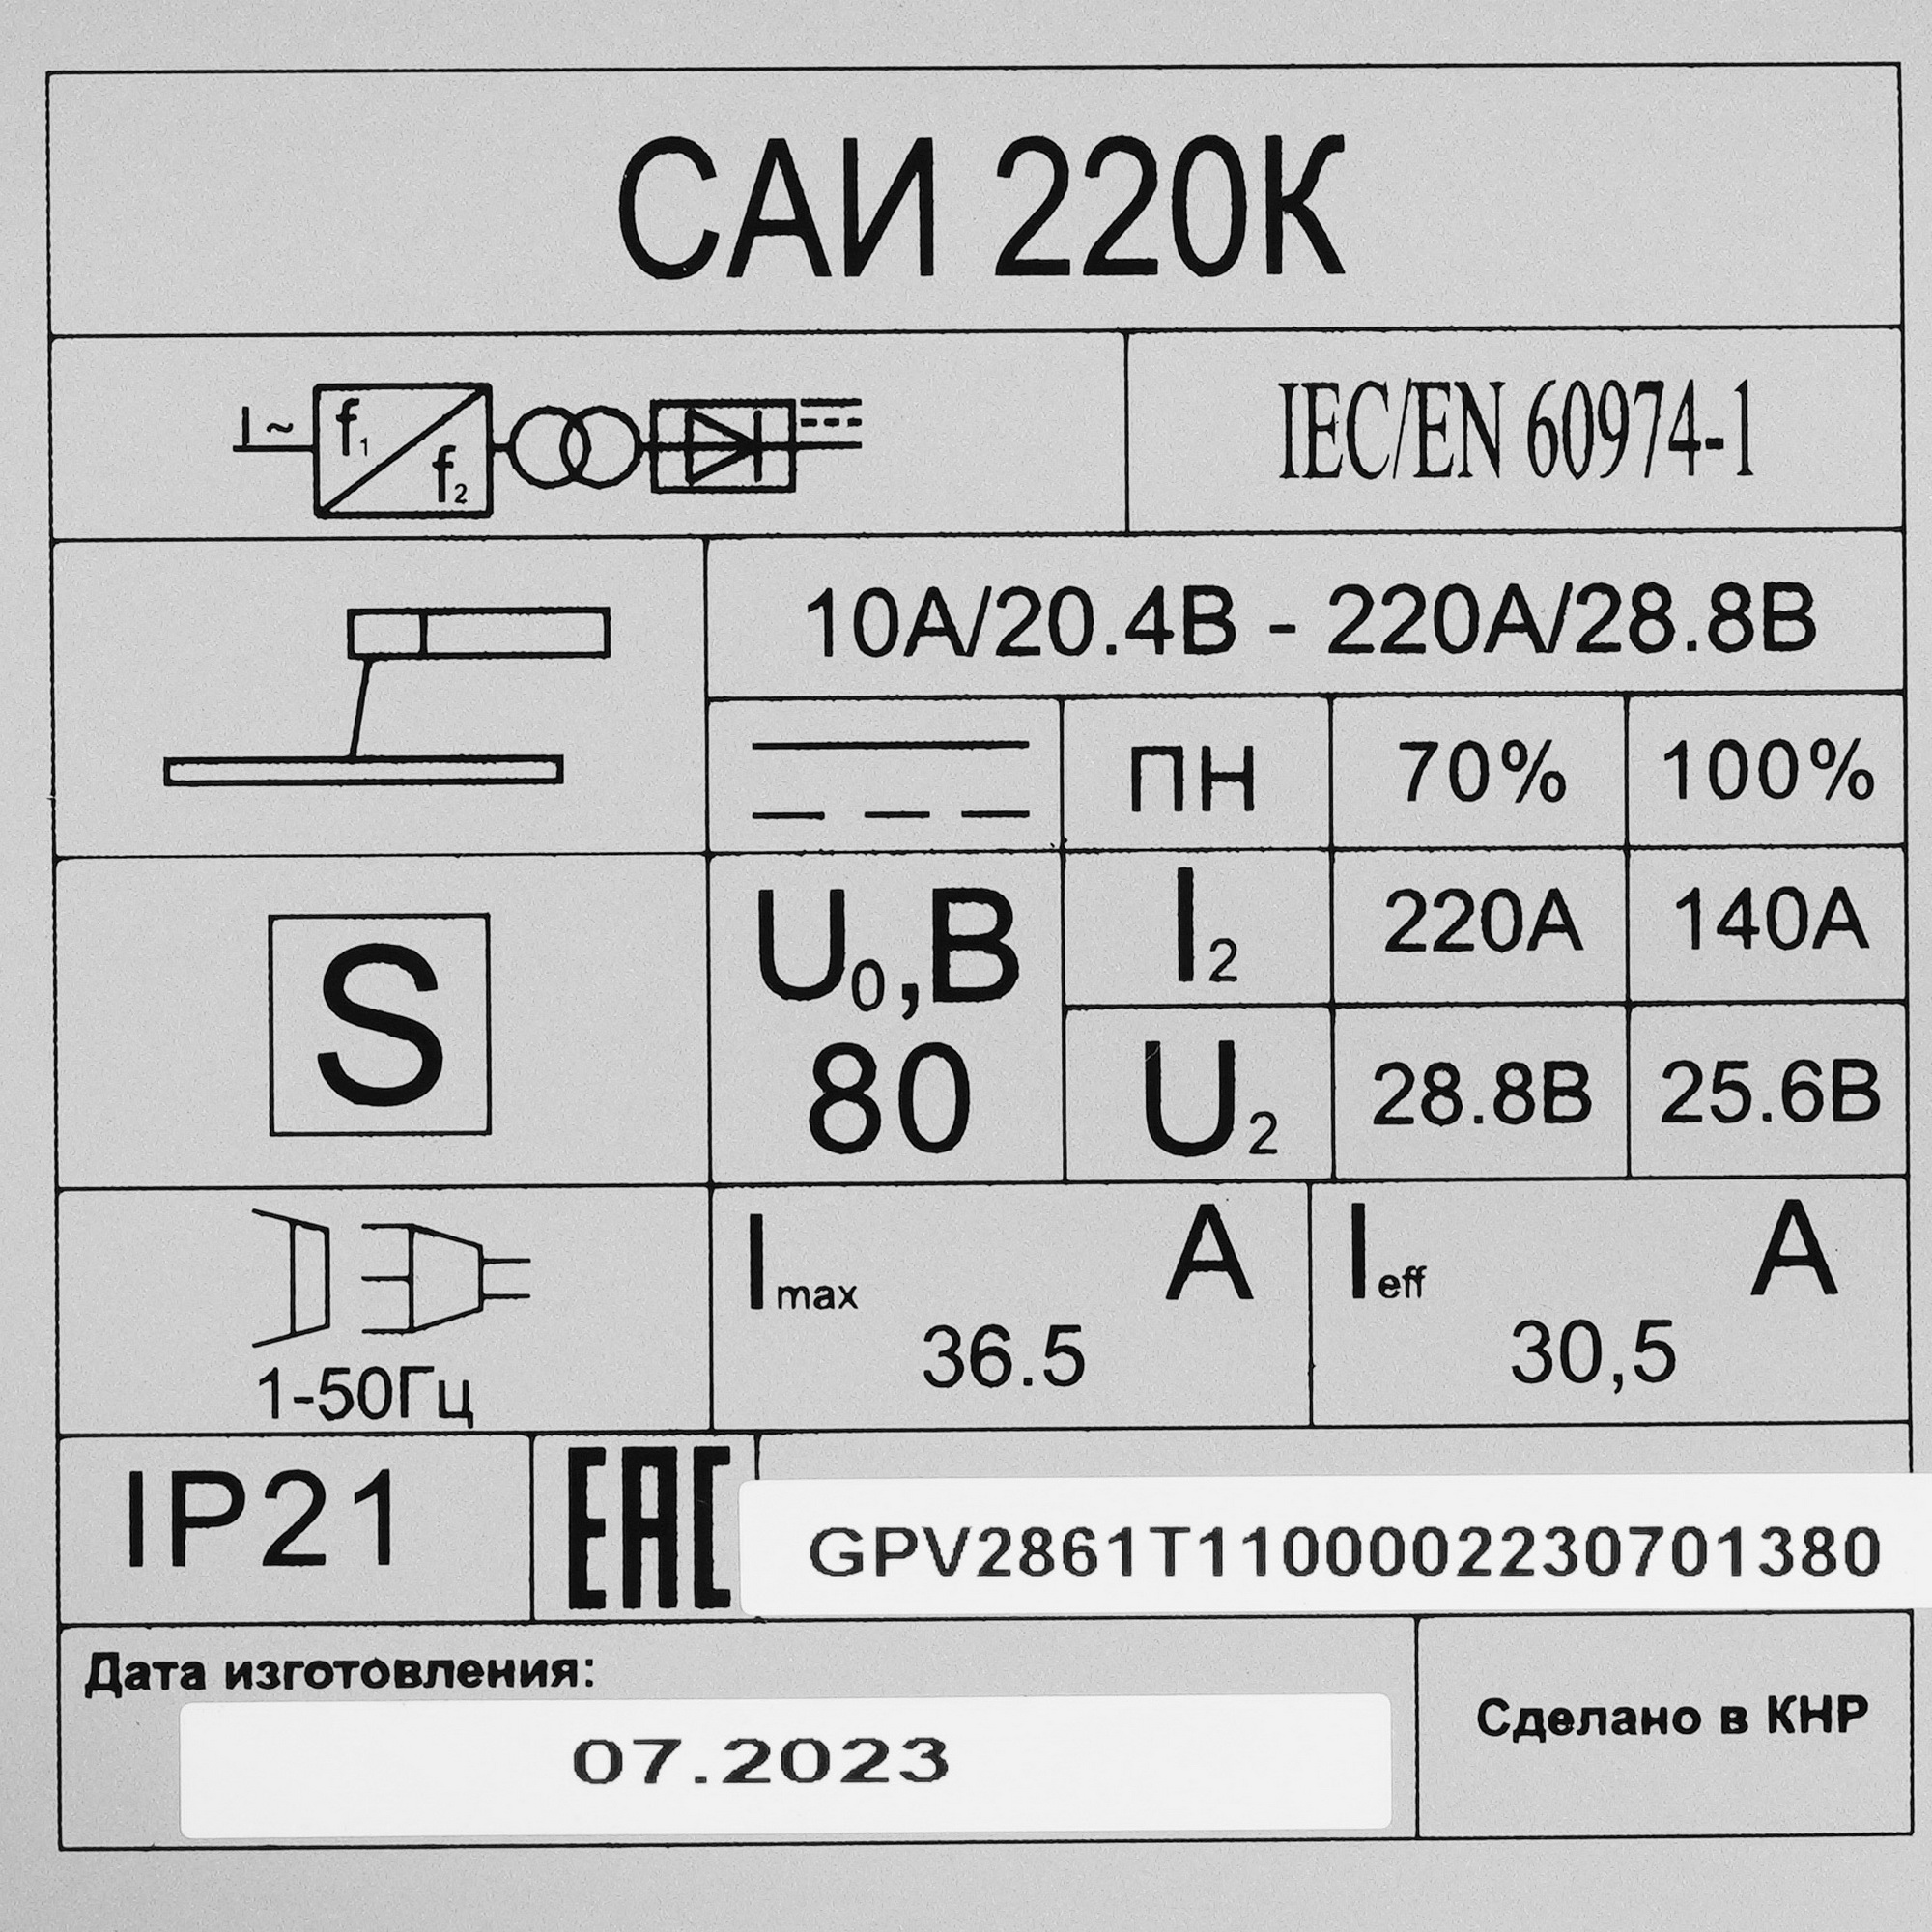 САИ 220К
1~ f1 f2
IEC/EN 60974-1
10А/20.4В - 220А/28.8В
ПН 70% 100%
S
U0,В
80
I2 220А 140А
U2 28.8В 25.6В
1-50Гц
Imax А
36.5
Ieff А
30,5
IP21
EAC
GPV2861T1100002230701380
Дата изготовления:
07.2023
Сделано в КНР